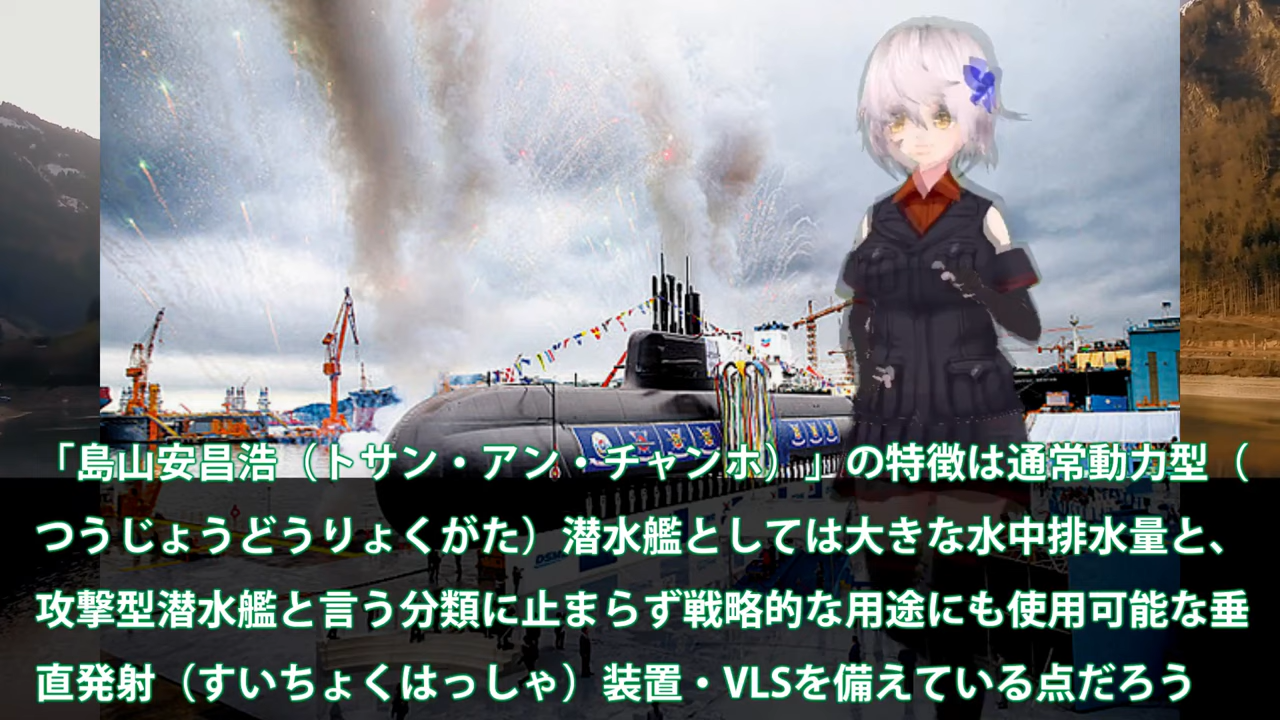 「島山安昌浩（トサン・アン・チャンホ）」の特徴は通常動力型（
つうじょうどうりょくがた）潜水艦としては大きな水中排水量と、
攻撃型潜水艦と言う分類に止まらず戦略的な用途にも使用可能な垂
直発射（すいちょくはっしゃ）装置・VLSを備えている点だろう